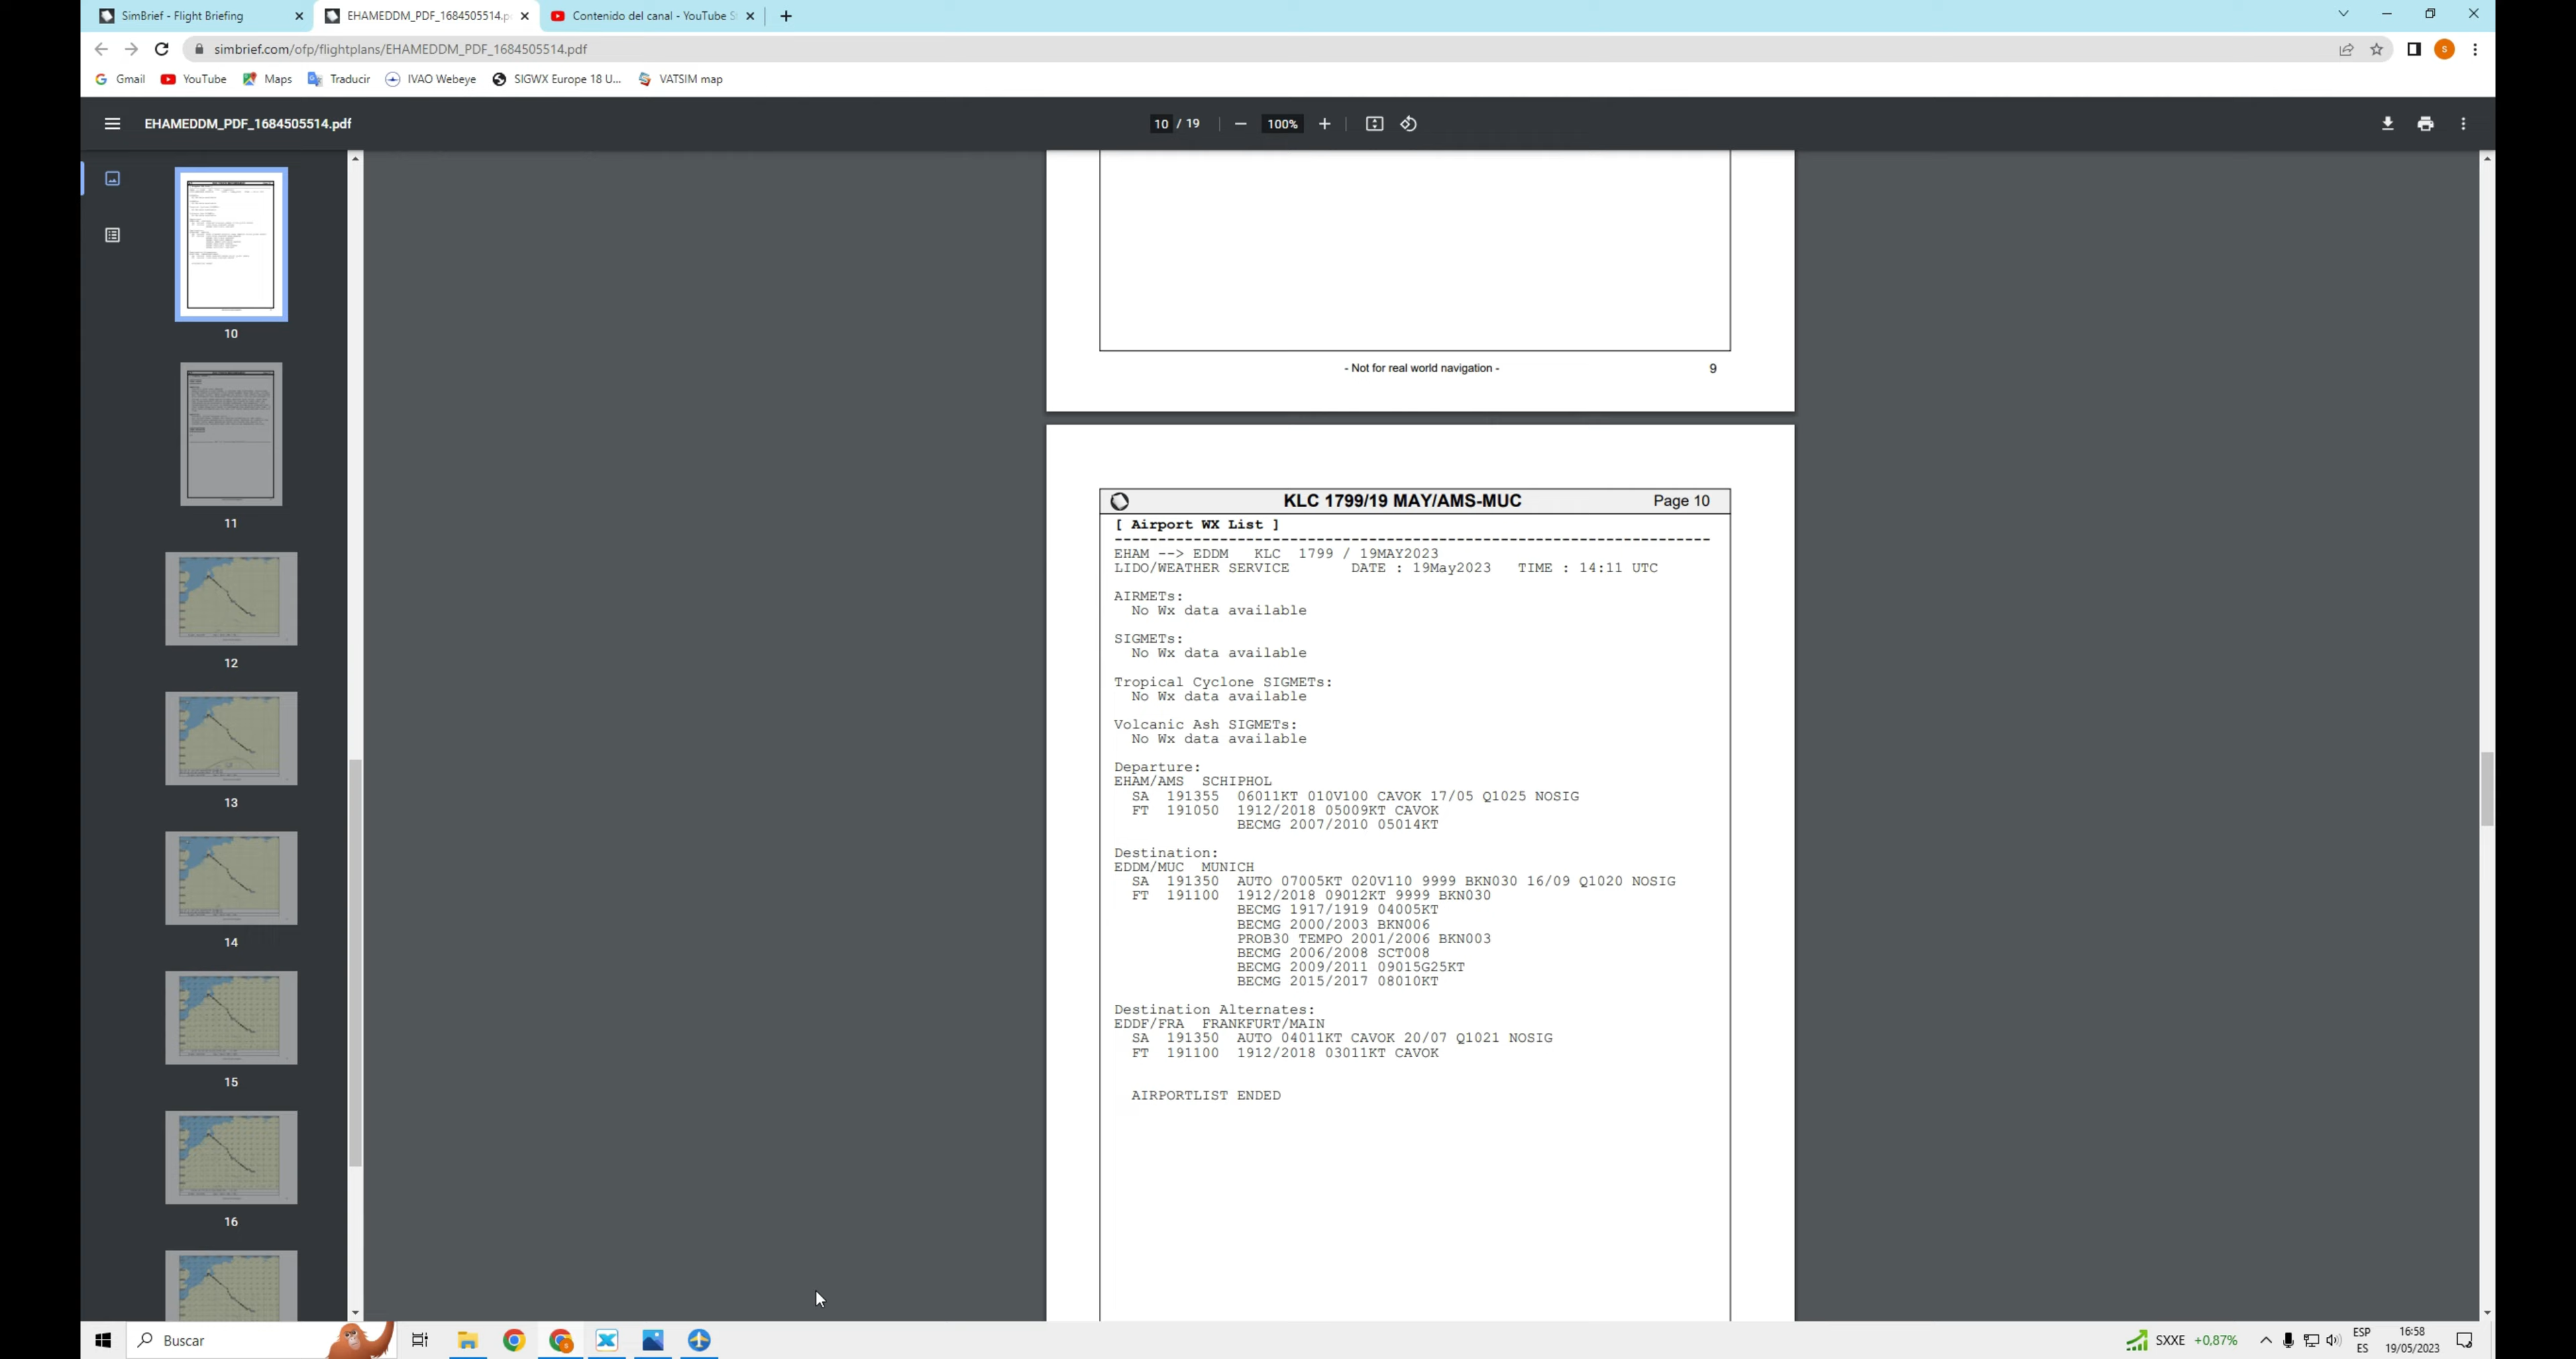 SimBrief - Flight Briefing
EHAMEDDM_PDF_1684505514.p
Contenido del canal - YouTube S
simbrief.com/ofp/flightplans/EHAMEDDM_PDF_1684505514.pdf
S
Gmail
YouTube
Maps
Traducir
IVAO Webeye
SIGWX Europe 18 U...
VATSIM map
EHAMEDDM_PDF_1684505514.pdf
10 / 19
100%
10
11
12
13
14
15
16
- Not for real world navigation -
9
KLC 1799/19 MAY/AMS-MUC
Page 10
[ Airport WX List ]
EHAM --> EDDM KLC 1799 / 19MAY2023
LIDO/WEATHER SERVICE DATE : 19May2023 TIME : 14:11 UTC
AIRMETs:
No Wx data available
SIGMETs:
No Wx data available
Tropical Cyclone SIGMETs:
No Wx data available
Volcanic Ash SIGMETs:
No Wx data available
Departure:
EHAM/AMS SCHIPHOL
SA 191355 06011KT 010V100 CAVOK 17/05 Q1025 NOSIG
FT 191050 1912/2018 05009KT CAVOK
BECMG 2007/2010 05014KT
Destination:
EDDM/MUC MUNICH
SA 191350 AUTO 07005KT 020V110 9999 BKN030 16/09 Q1020 NOSIG
FT 191100 1912/2018 09012KT 9999 BKN030
BECMG 1917/1919 04005KT
BECMG 2000/2003 BKN006
PROB30 TEMPO 2001/2006 BKN003
BECMG 2006/2008 SCT008
BECMG 2009/2011 09015G25KT
BECMG 2015/2017 08010KT
Destination Alternates:
EDDF/FRA FRANKFURT/MAIN
SA 191350 AUTO 04011KT CAVOK 20/07 Q1021 NOSIG
FT 191100 1912/2018 03011KT CAVOK
AIRPORTLIST ENDED
Buscar
SXXE +0,87%
ESP
ES
16:58
19/05/2023